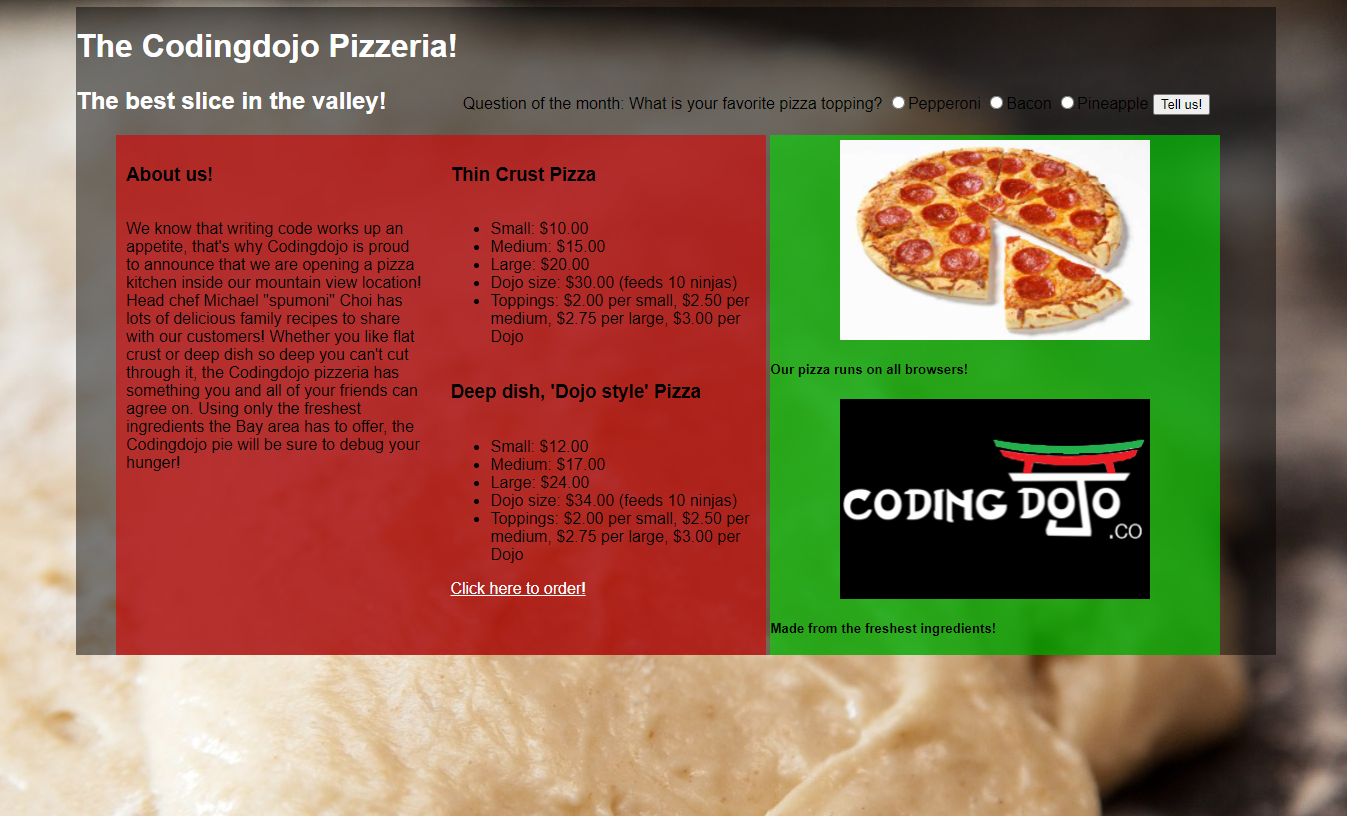 The Codingdojo Pizzeria!
The best slice in the valley!
Question of the month: What is your favorite pizza topping? Pepperoni Bacon Pineapple Tell us!
About us!
We know that writing code works up an
appetite, that's why Codingdojo is proud
to announce that we are opening a pizza
kitchen inside our mountain view location!
Head chef Michael "spumoni" Choi has
lots of delicious family recipes to share
with our customers! Whether you like flat
crust or deep dish so deep you can't cut
through it, the Codingdojo pizzeria has
something you and all of your friends can
agree on. Using only the freshest
ingredients the Bay area has to offer, the
Codingdojo pie will be sure to debug your
hunger!
Thin Crust Pizza
Small: $10.00
Medium: $15.00
Large: $20.00
Dojo size: $30.00 (feeds 10 ninjas)
Toppings: $2.00 per small, $2.50 per
medium, $2.75 per large, $3.00 per
Dojo
Deep dish, 'Dojo style' Pizza
Small: $12.00
Medium: $17.00
Large: $24.00
Dojo size: $34.00 (feeds 10 ninjas)
Toppings: $2.00 per small, $2.50 per
medium, $2.75 per large, $3.00 per
Dojo
Click here to order!
Our pizza runs on all browsers!
CODING DOJO
.CO
Made from the freshest ingredients!